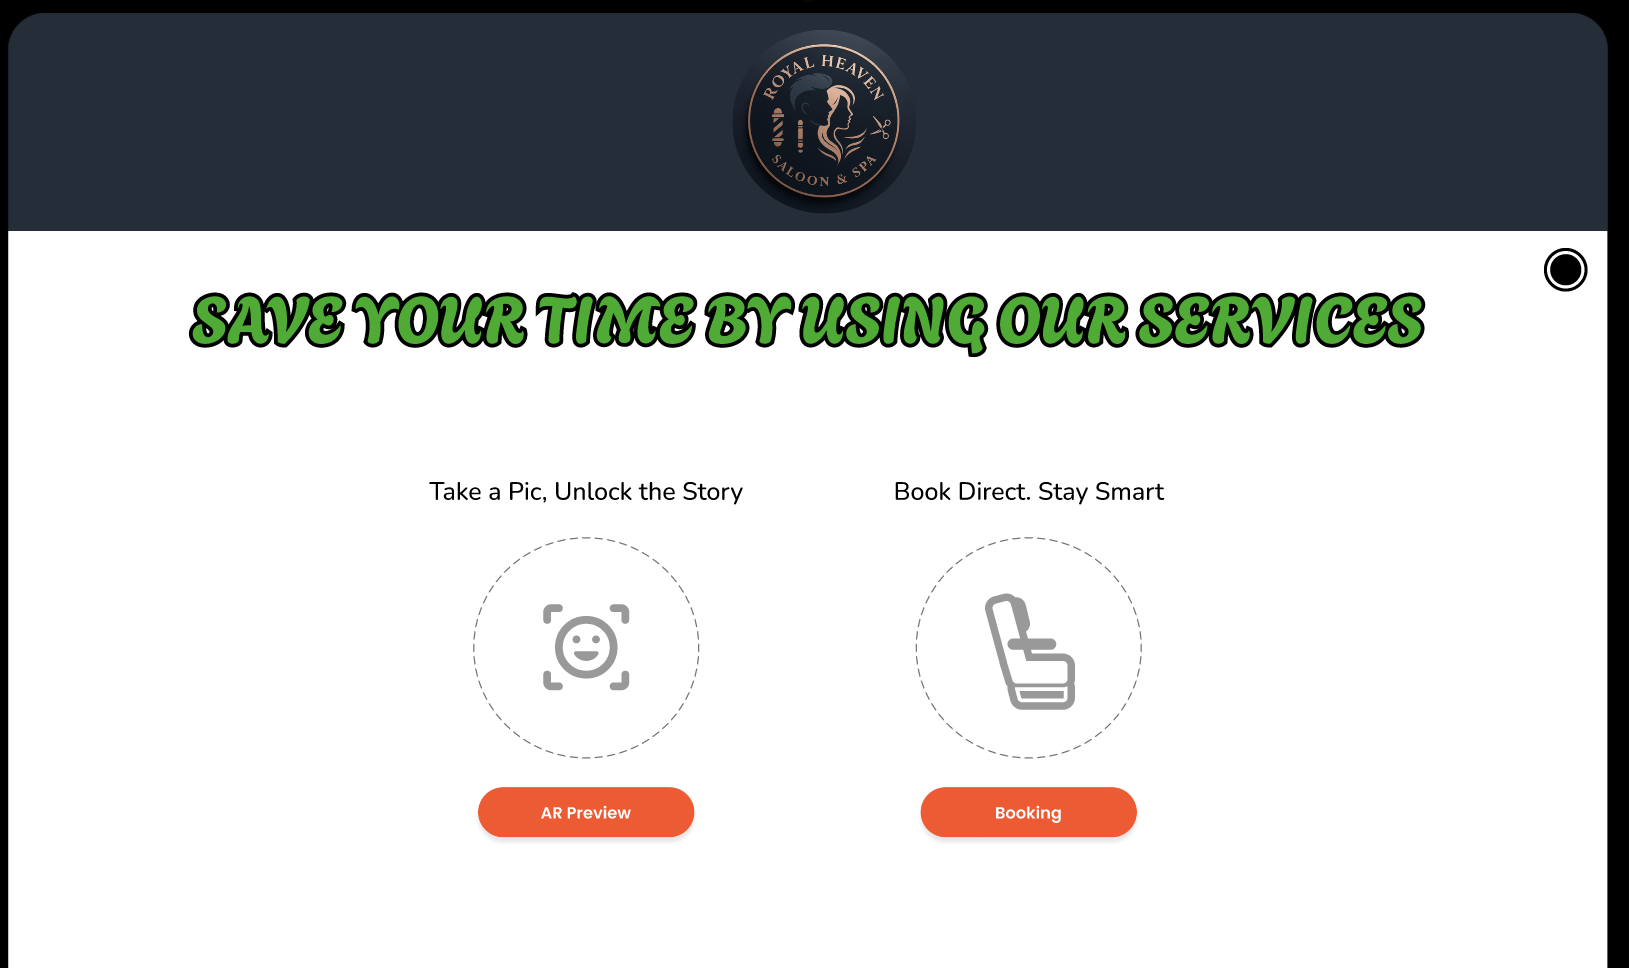 ROYAL HEAVEN
SALOON & SPA
SAVE YOUR TIME BY USING OUR SERVICES
Take a Pic, Unlock the Story
Book Direct. Stay Smart
AR Preview
Booking